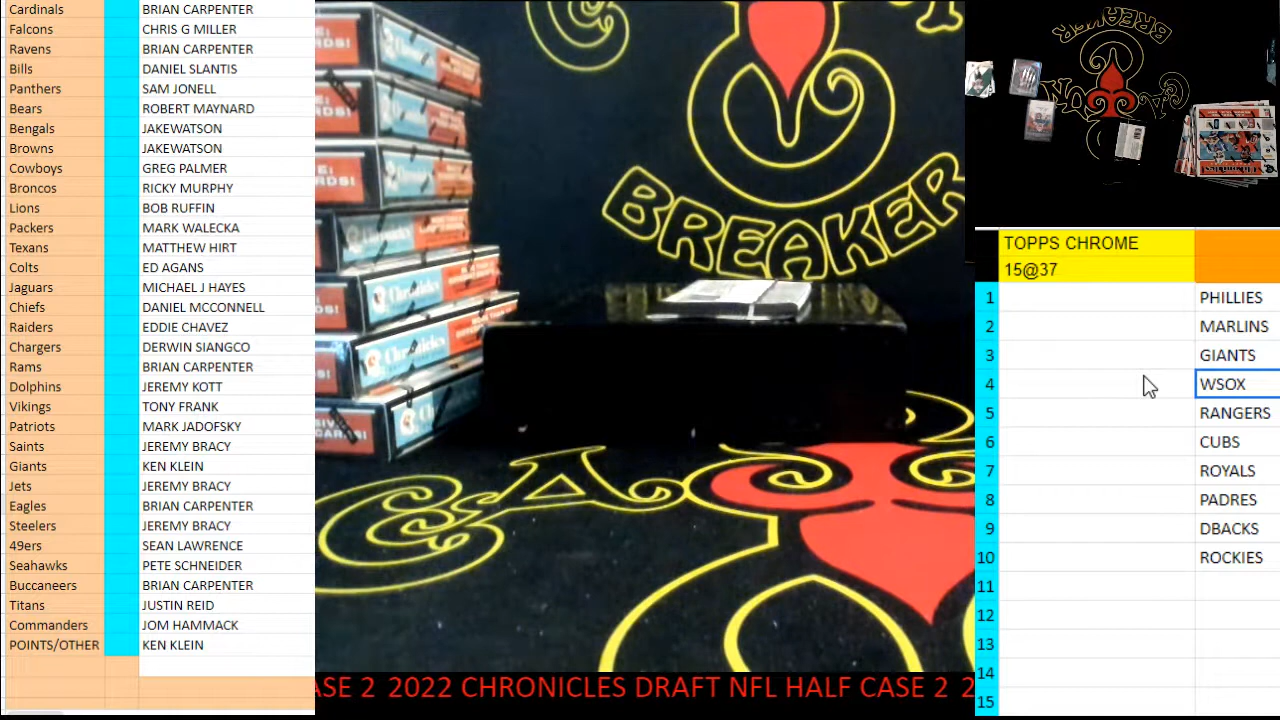 Cardinals BRIAN CARPENTER
Falcons CHRIS G MILLER
Ravens BRIAN CARPENTER
Bills DANIEL SLANTIS
Panthers SAM JONELL
Bears ROBERT MAYNARD
Bengals JAKEWATSON
Browns JAKEWATSON
Cowboys GREG PALMER
Broncos RICKY MURPHY
Lions BOB RUFFIN
Packers MARK WALECKA
Texans MATTHEW HIRT
Colts ED AGANS
Jaguars MICHAEL J HAYES
Chiefs DANIEL MCCONNELL
Raiders EDDIE CHAVEZ
Chargers DERWIN SIANGCO
Rams BRIAN CARPENTER
Dolphins JEREMY KOTT
Vikings TONY FRANK
Patriots MARK JADOFSKY
Saints JEREMY BRACY
Giants KEN KLEIN
Jets JEREMY BRACY
Eagles BRIAN CARPENTER
Steelers JEREMY BRACY
49ers SEAN LAWRENCE
Seahawks PETE SCHNEIDER
Buccaneers BRIAN CARPENTER
Titans JUSTIN REID
Commanders JOM HAMMACK
POINTS/OTHER KEN KLEIN
Chronicles
Chronicles
Chronicles
BREAKER
BREAKER
ASE 2 2022 CHRONICLES DRAFT NFL HALF CASE 2 2
TOPPS CHROME
15@37
1 PHILLIES
2 MARLINS
3 GIANTS
4 WSOX
5 RANGERS
6 CUBS
7 ROYALS
8 PADRES
9 DBACKS
10 ROCKIES
11
12
13
14
15